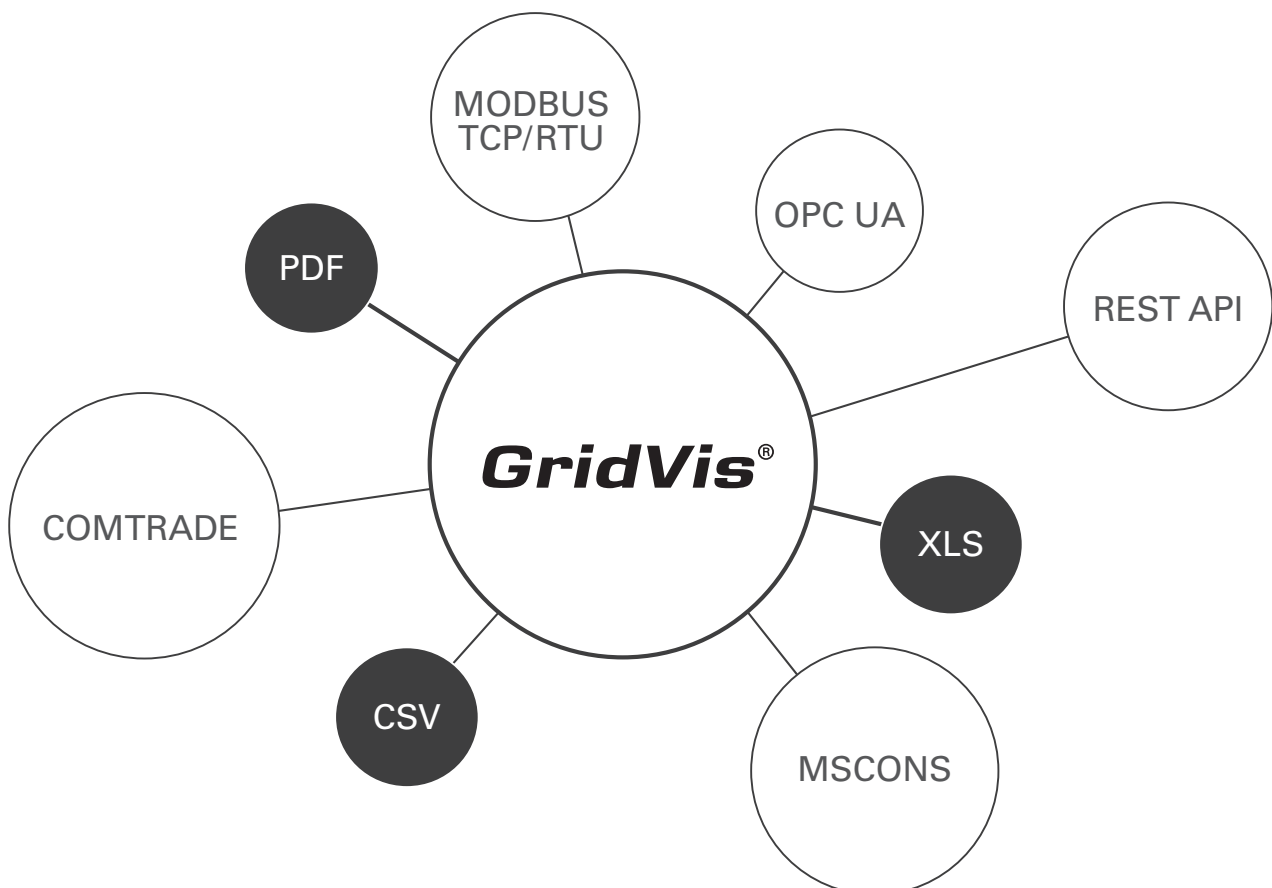 MODBUS
TCP/RTU
OPC UA
PDF
REST API
GridVis®
COMTRADE
XLS
CSV
MSCONS